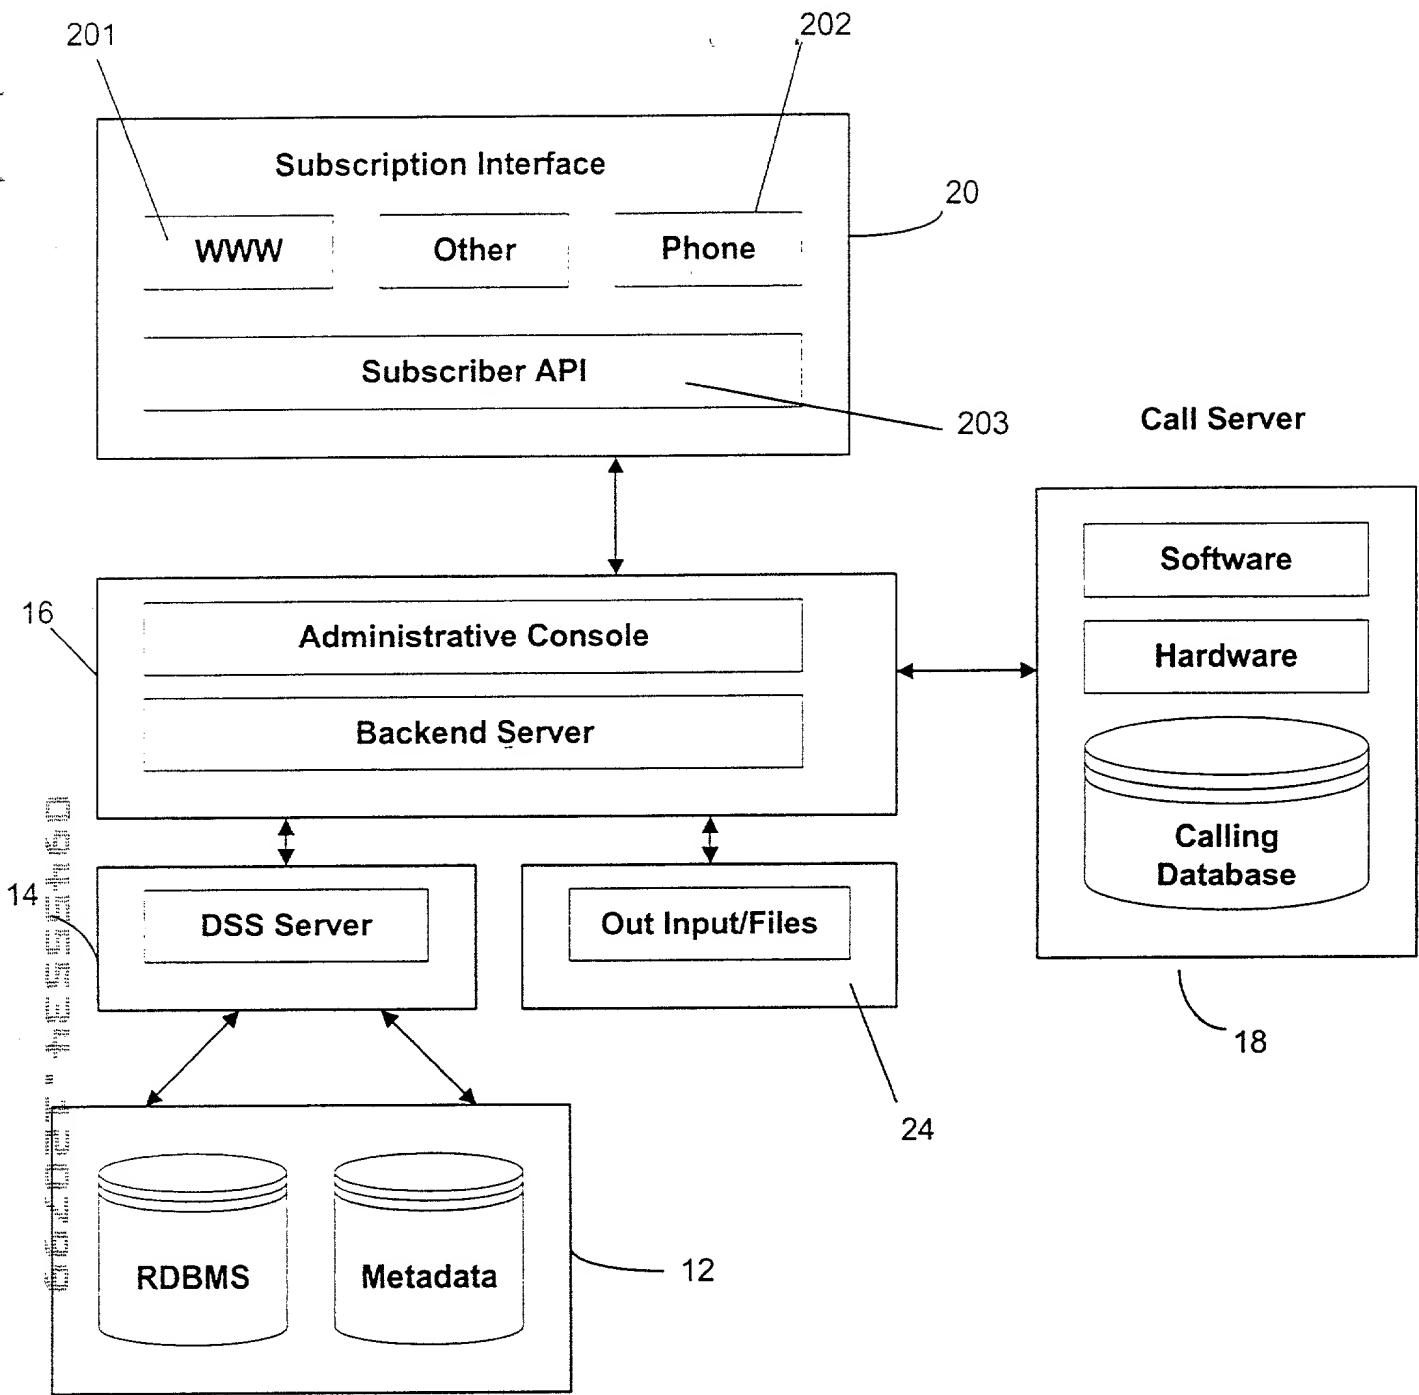 201
202
Subscription Interface
20
WWW
Other
Phone
Subscriber API
203
Call Server
Software
16
Administrative Console
Hardware
Backend Server
Calling
Database
14
DSS Server
Out Input/Files
18
24
RDBMS
Metadata
12